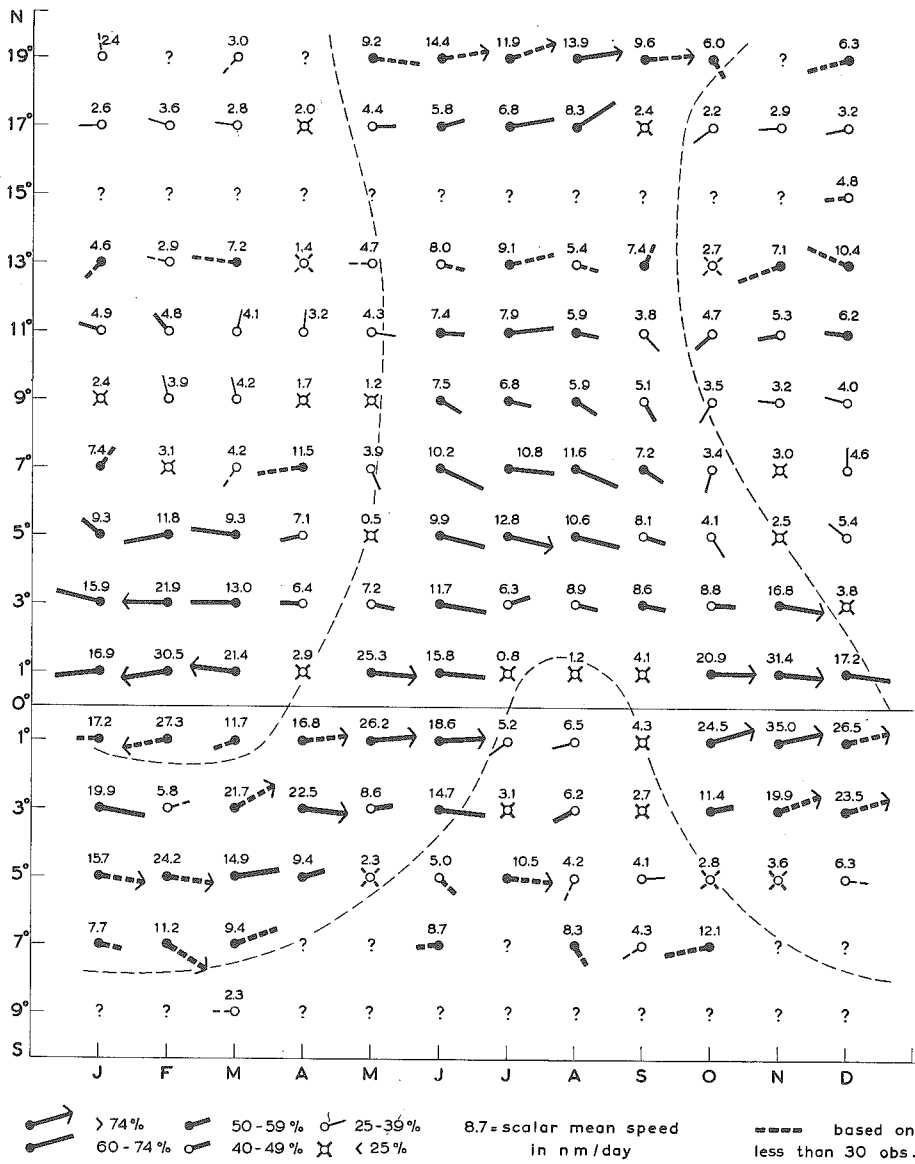 N
19° 2.4 ? 3.0 ? 9.2 14.4 11.9 13.9 9.6 6.0 ? 6.3
17° 2.6 3.6 2.8 2.0 4.4 5.8 6.8 8.3 2.4 2.2 2.9 3.2
15° ? ? ? ? ? ? ? ? ? ? ? 4.8
13° 4.6 2.9 7.2 1.4 4.7 8.0 9.1 5.4 7.4 2.7 7.1 10.4
11° 4.9 4.8 4.1 3.2 4.3 7.4 7.9 5.9 3.8 4.7 5.3 6.2
9° 2.4 3.9 4.2 1.7 1.2 7.5 6.8 5.9 5.1 3.5 3.2 4.0
7° 7.4 3.1 4.2 11.5 3.9 10.2 10.8 11.6 7.2 3.4 3.0 4.6
5° 9.3 11.8 9.3 7.1 0.5 9.9 12.8 10.6 8.1 4.1 2.5 5.4
3° 15.9 21.9 13.0 6.4 7.2 11.7 6.3 8.9 8.6 8.8 16.8 3.8
1° 16.9 30.5 21.4 2.9 25.3 15.8 0.8 1.2 4.1 20.9 31.4 17.2
0°
1° 17.2 27.3 11.7 16.8 26.2 18.6 5.2 6.5 4.3 24.5 35.0 26.5
3° 19.9 5.8 21.7 22.5 8.6 14.7 3.1 6.2 2.7 11.4 19.9 23.5
5° 15.7 24.2 14.9 9.4 2.3 5.0 10.5 4.2 4.1 2.8 3.6 6.3
7° 7.7 11.2 9.4 ? ? 8.7 ? 8.3 4.3 12.1 ? ?
9° ? ? 2.3 ? ? ? ? ? ? ? ? ?
S
J F M A M J J A S O N D
> 74% 50-59% 25-39% 8.7= scalar mean speed based on
60-74% 40-49% < 25% in nm/day less than 30 obs.